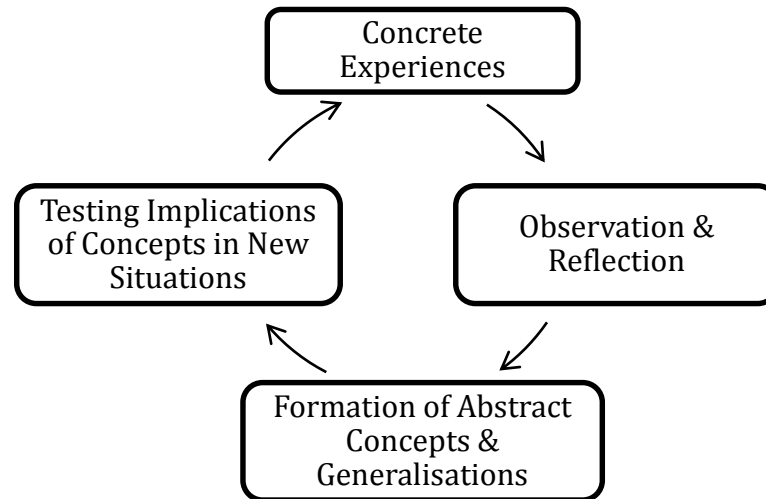 Concrete
Experiences
Observation &
Reflection
Formation of Abstract
Concepts &
Generalisations
Testing Implications
of Concepts in New
Situations